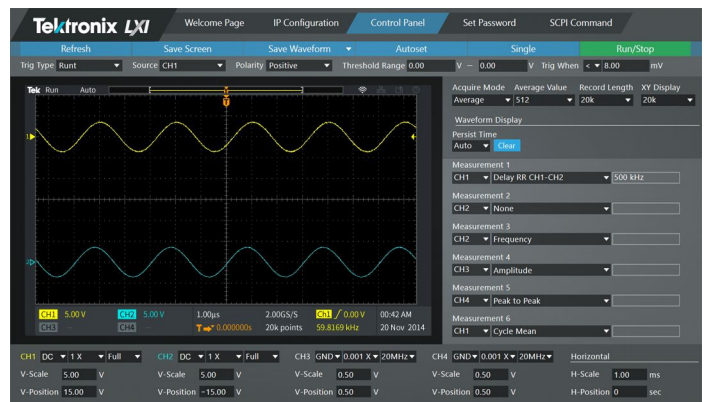 Tektronix LXI Welcome Page IP Configuration Control Panel Set Password SCPI Command
Refresh Save Screen Save Waveform Autoset Single Run/Stop
Trig Type Runt Source CH1 Polarity Positive Threshold Range 0.00 V — 0.00 V Trig When < 8.00 mV
Tek Run Auto
Acquire Mode Average Value Record Length XY Display
Average 512 20k 20k
Waveform Display
Persist Time
Auto Clear
Measurement 1
CH1 Delay RR CH1-CH2 500 kHz
Measurement 2
CH2 None
Measurement 3
CH2 Frequency
Measurement 4
CH3 Amplitude
Measurement 5
CH4 Peak to Peak
Measurement 6
CH1 Cycle Mean
T
1
2
CH1 5.00 V CH2 5.00 V 1.00µs 2.00GS/S Ch1 / 0.00 V 00:42 AM
CH3 -- CH4 -- T 0.000000s 20k points 59.8169 kHz 20 Nov 2014
CH1 DC 1 X Full CH2 DC 1 X Full CH3 GND 0.001 X 20MHz CH4 GND 0.001 X 20MHz Horizontal
V-Scale 5.00 V V-Scale 5.00 V V-Scale 0.50 V V-Scale 0.50 V H-Scale 1.00 ms
V-Position 15.00 V V-Position -15.00 V V-Position 0.50 V V-Position 0.50 V H-Position 0 sec